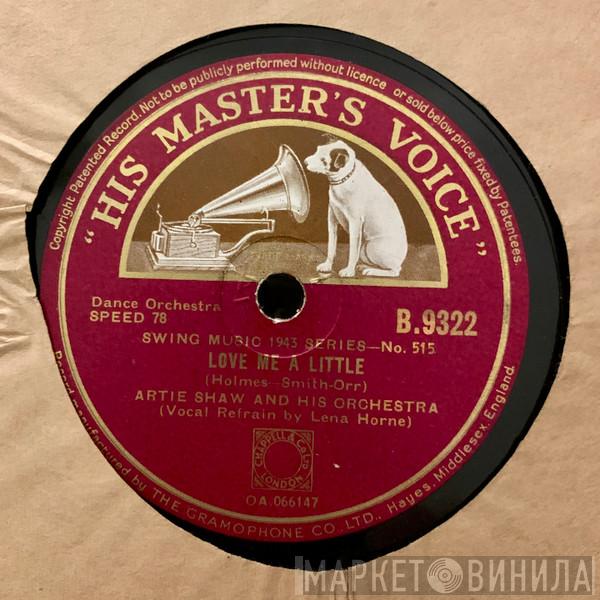 Copyright Patented Record. Not to be publicly performed without licence or sold below price fixed by Patentees.
"HIS MASTER'S VOICE"
Dance Orchestra
SPEED 78
B.9322
SWING MUSIC 1943 SERIES—No. 515
LOVE ME A LITTLE
(Holmes—Smith-Orr)
ARTIE SHAW AND HIS ORCHESTRA
(Vocal Refrain by Lena Horne)
CHAPPELL & Co Ltd
LONDON
OA.066147
Record manufactured by THE GRAMOPHONE CO. LTD., Hayes, Middlesex, England.
МАРКЕТ ВИНИЛА